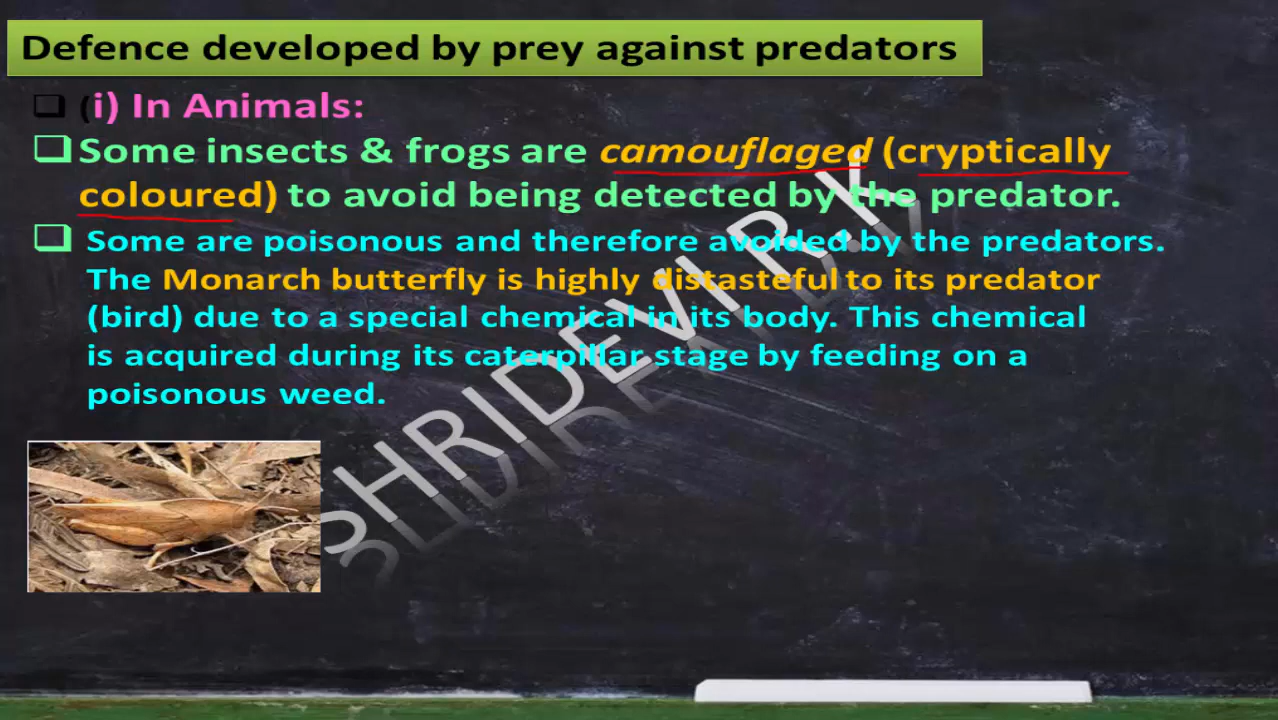 Defence developed by prey against predators
(i) In Animals:
Some insects & frogs are camouflaged (cryptically
coloured) to avoid being detected by the predator.
Some are poisonous and therefore avoided by the predators.
The Monarch butterfly is highly distasteful to its predator
(bird) due to a special chemical in its body. This chemical
is acquired during its caterpillar stage by feeding on a
poisonous weed.
SHRIDEVI R.K